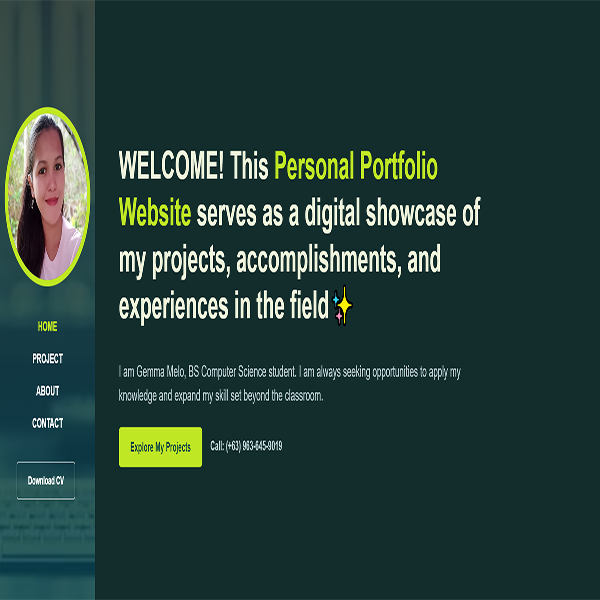 HOME
PROJECT
ABOUT
CONTACT
Download CV
WELCOME! This Personal Portfolio
Website serves as a digital showcase of
my projects, accomplishments, and
experiences in the field✨
I am Gemma Melo, BS Computer Science student. I am always seeking opportunities to apply my
knowledge and expand my skill set beyond the classroom.
Explore My Projects
Call: (+63) 963-645-9019